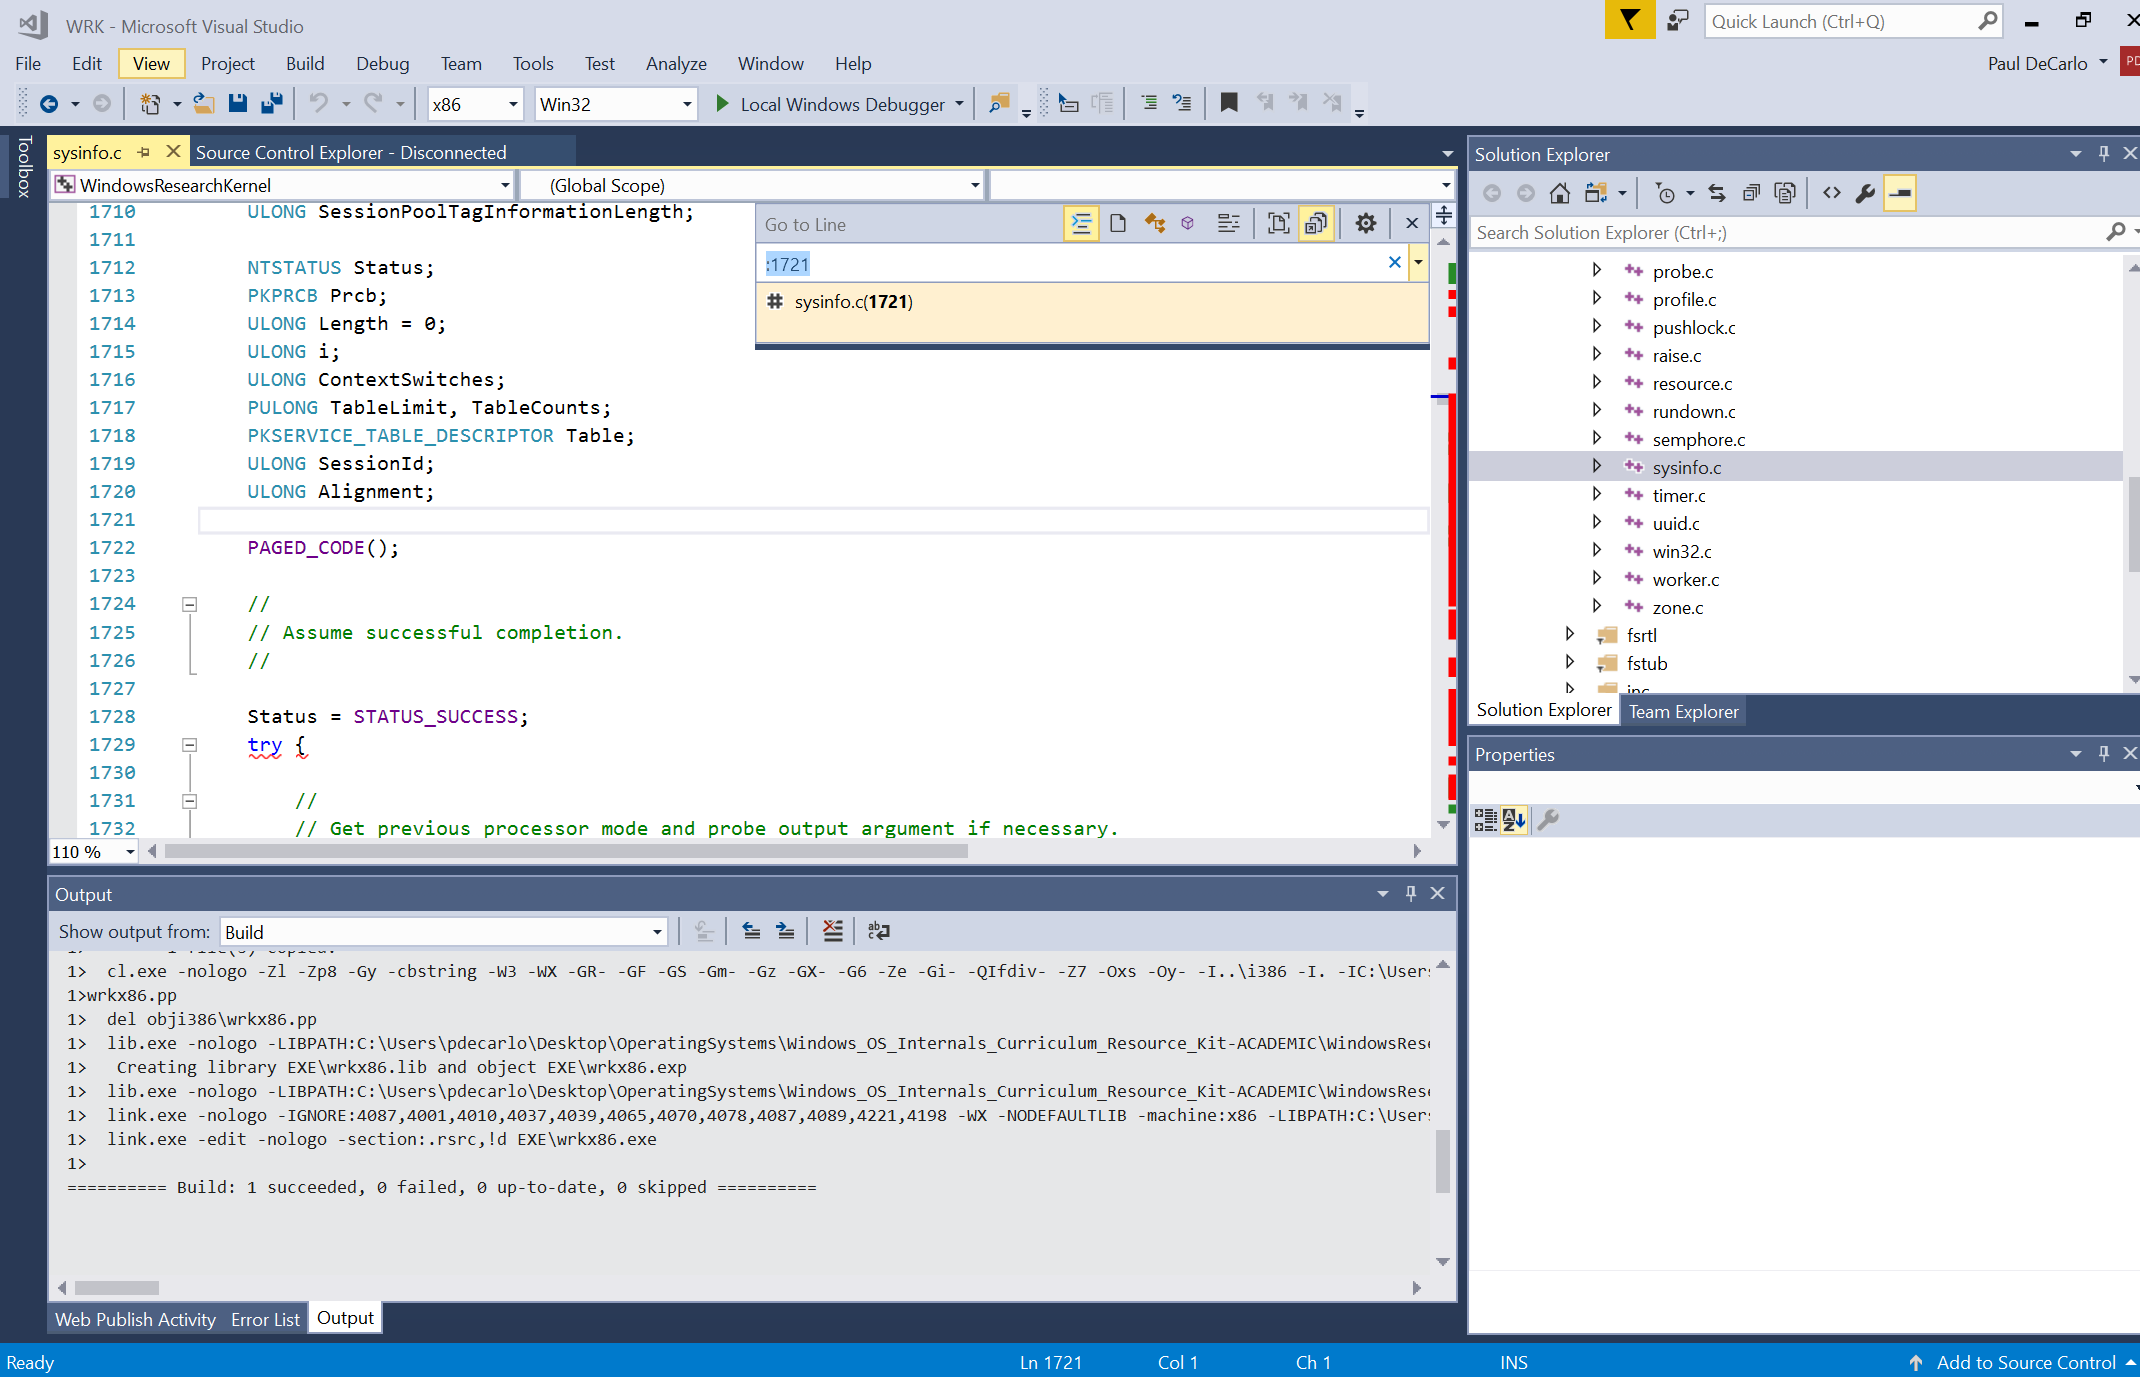 WRK - Microsoft Visual Studio
Quick Launch (Ctrl+Q)
File Edit View Project Build Debug Team Tools Test Analyze Window Help
Paul DeCarlo PD
x86 Win32 Local Windows Debugger
Toolbox
sysinfo.c Source Control Explorer - Disconnected
WindowsResearchKernel (Global Scope)
1710 ULONG SessionPoolTagInformationLength;
1711
1712 NTSTATUS Status;
1713 PKPRCB Prcb;
1714 ULONG Length = 0;
1715 ULONG i;
1716 ULONG ContextSwitches;
1717 PULONG TableLimit, TableCounts;
1718 PKSERVICE_TABLE_DESCRIPTOR Table;
1719 ULONG SessionId;
1720 ULONG Alignment;
1721
1722 PAGED_CODE();
1723
1724 //
1725 // Assume successful completion.
1726 //
1727
1728 Status = STATUS_SUCCESS;
1729 try {
1730
1731 //
1732 // Get previous processor mode and probe output argument if necessary.
Go to Line
:1721
sysinfo.c(1721)
110 %
Output
Show output from: Build
1> 1 file(s) copied.
1> cl.exe -nologo -Zl -Zp8 -Gy -cbstring -W3 -WX -GR- -GF -GS -Gm- -Gz -GX- -G6 -Ze -Gi- -QIfdiv- -Z7 -Oxs -Oy- -I..\i386 -I. -IC:\User
1>wrkx86.pp
1> del obji386\wrkx86.pp
1> lib.exe -nologo -LIBPATH:C:\Users\pdecarlo\Desktop\OperatingSystems\Windows_OS_Internals_Curriculum_Resource_Kit-ACADEMIC\WindowsRese
1> Creating library EXE\wrkx86.lib and object EXE\wrkx86.exp
1> lib.exe -nologo -LIBPATH:C:\Users\pdecarlo\Desktop\OperatingSystems\Windows_OS_Internals_Curriculum_Resource_Kit-ACADEMIC\WindowsRese
1> link.exe -nologo -IGNORE:4087,4001,4010,4037,4039,4065,4070,4078,4087,4089,4221,4198 -WX -NODEFAULTLIB -machine:x86 -LIBPATH:C:\User
1> link.exe -edit -nologo -section:.rsrc,!d EXE\wrkx86.exe
1>
========== Build: 1 succeeded, 0 failed, 0 up-to-date, 0 skipped ==========
Web Publish Activity Error List Output
Solution Explorer
Search Solution Explorer (Ctrl+;)
probe.c
profile.c
pushlock.c
raise.c
resource.c
rundown.c
semphore.c
sysinfo.c
timer.c
uuid.c
win32.c
worker.c
zone.c
fsrtl
fstub
inc
Solution Explorer Team Explorer
Properties
Ready Ln 1721 Col 1 Ch 1 INS Add to Source Control